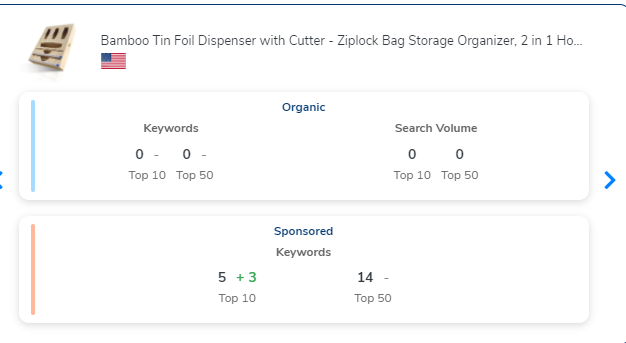 Bamboo Tin Foil Dispenser with Cutter - Ziplock Bag Storage Organizer, 2 in 1 Ho...
Organic
Keywords Search Volume
0 - 0 - 0 0
Top 10 Top 50 Top 10 Top 50
Sponsored
Keywords
5 + 3 14 -
Top 10 Top 50